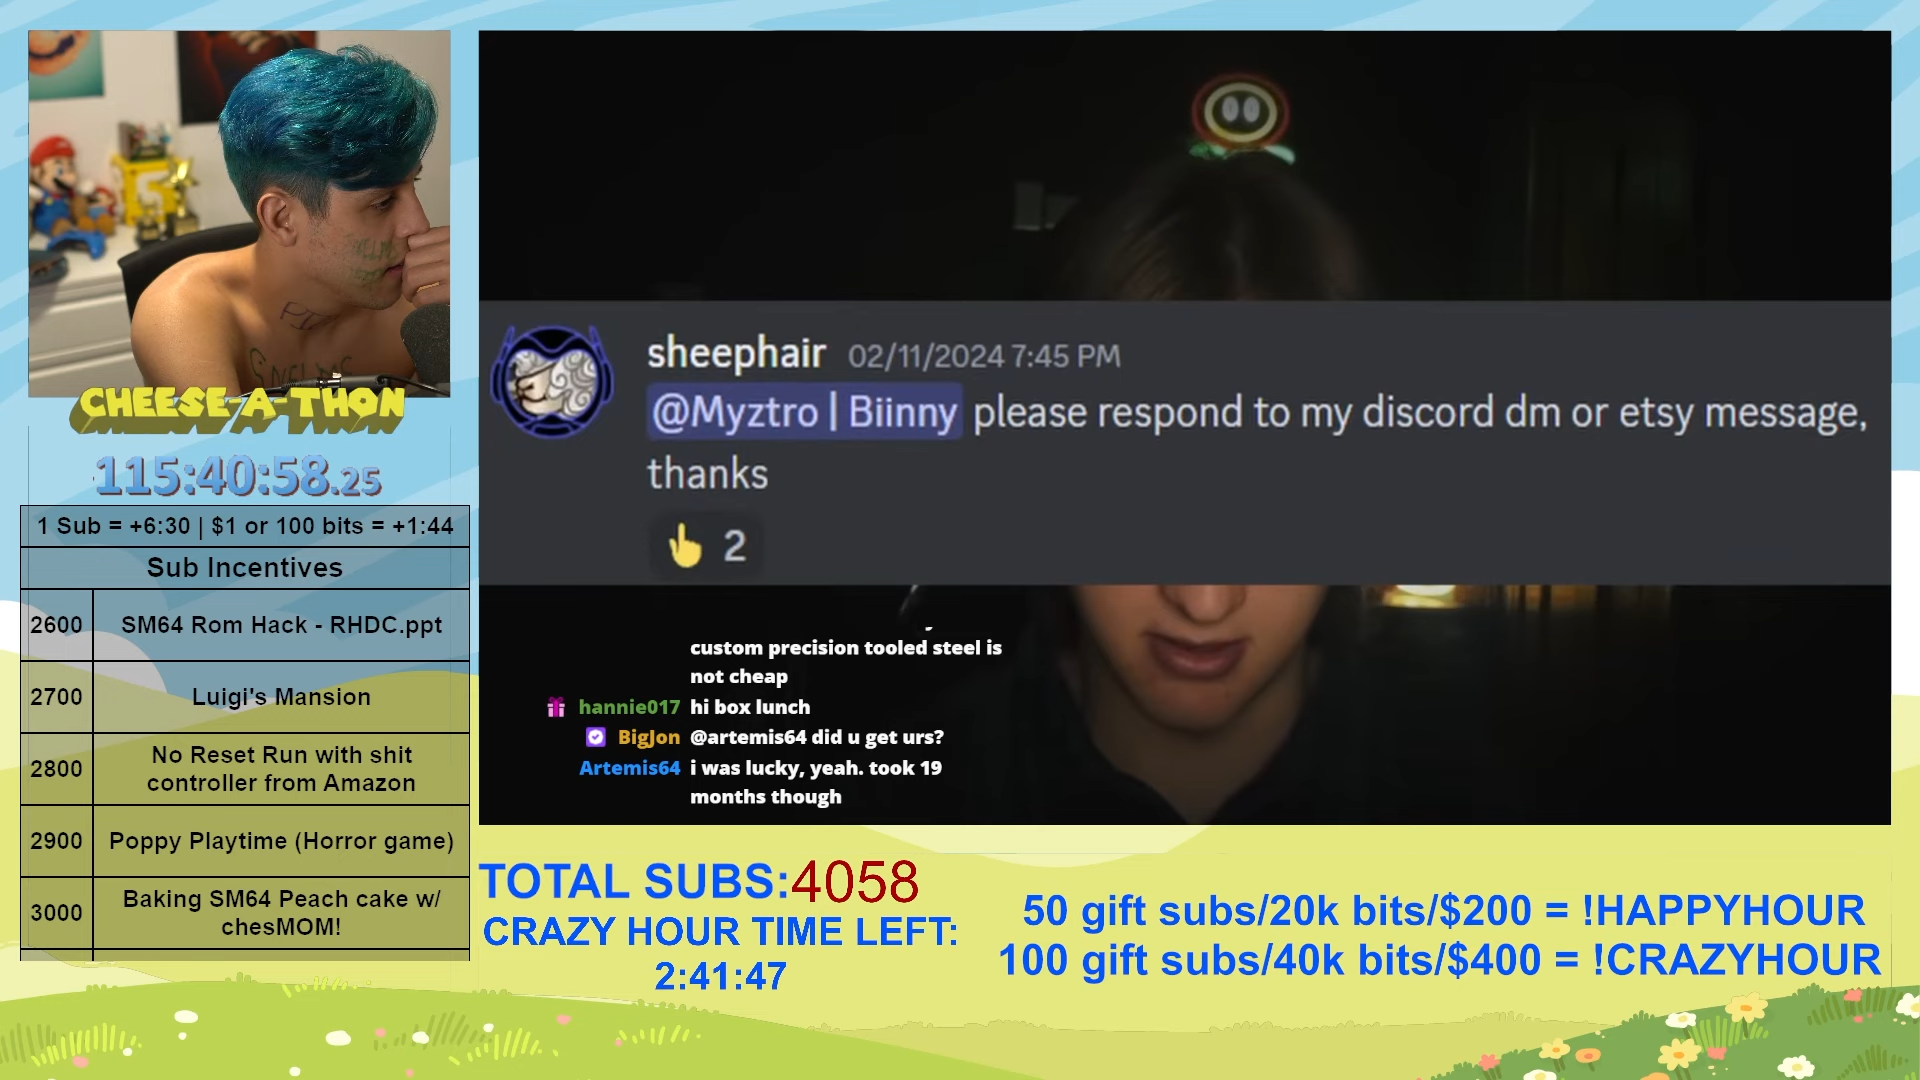 CHEESE-A-THON
115:40:58.25
1 Sub = +6:30 | $1 or 100 bits = +1:44
Sub Incentives
2600 SM64 Rom Hack - RHDC.ppt
2700 Luigi's Mansion
2800 No Reset Run with shit
controller from Amazon
2900 Poppy Playtime (Horror game)
3000 Baking SM64 Peach cake w/
chesMOM!
sheephair 02/11/2024 7:45 PM
@Myztro | Biinny please respond to my discord dm or etsy message,
thanks
2
custom precision tooled steel is
not cheap
hannie017 hi box lunch
BigJon @artemis64 did u get urs?
Artemis64 i was lucky, yeah. took 19
months though
TOTAL SUBS:4058
CRAZY HOUR TIME LEFT:
2:41:47
50 gift subs/20k bits/$200 = !HAPPYHOUR
100 gift subs/40k bits/$400 = !CRAZYHOUR